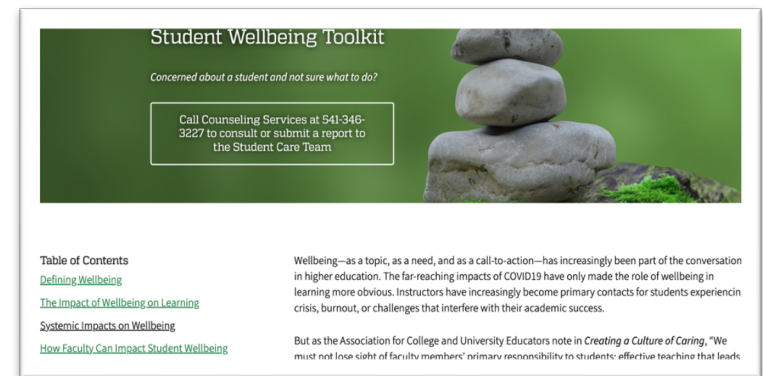 Student Wellbeing Toolkit
Concerned about a student and not sure what to do?
Call Counseling Services at 541-346-
3227 to consult or submit a report to
the Student Care Team
Table of Contents
Defining Wellbeing
The Impact of Wellbeing on Learning
Systemic Impacts on Wellbeing
How Faculty Can Impact Student Wellbeing
Wellbeing—as a topic, as a need, and as a call-to-action—has increasingly been part of the conversation
in higher education. The far-reaching impacts of COVID19 have only made the role of wellbeing in
learning more obvious. Instructors have increasingly become primary contacts for students experiencin
crisis, burnout, or challenges that interfere with their academic success.
But as the Association for College and University Educators note in Creating a Culture of Caring, “We
must not lose sight of faculty members' primary responsibility to students: effective teaching that leads